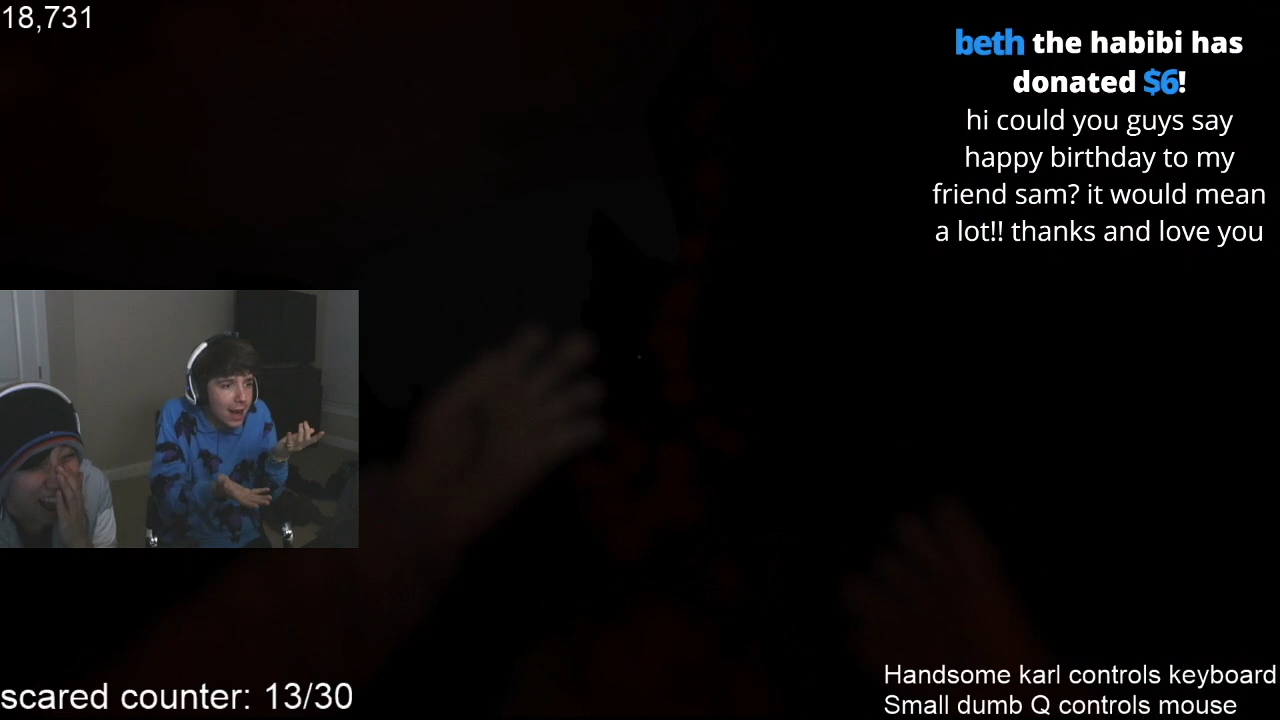 18,731
beth the habibi has
donated $6!
hi could you guys say
happy birthday to my
friend sam? it would mean
a lot!! thanks and love you
scared counter: 13/30
Handsome karl controls keyboard
Small dumb Q controls mouse